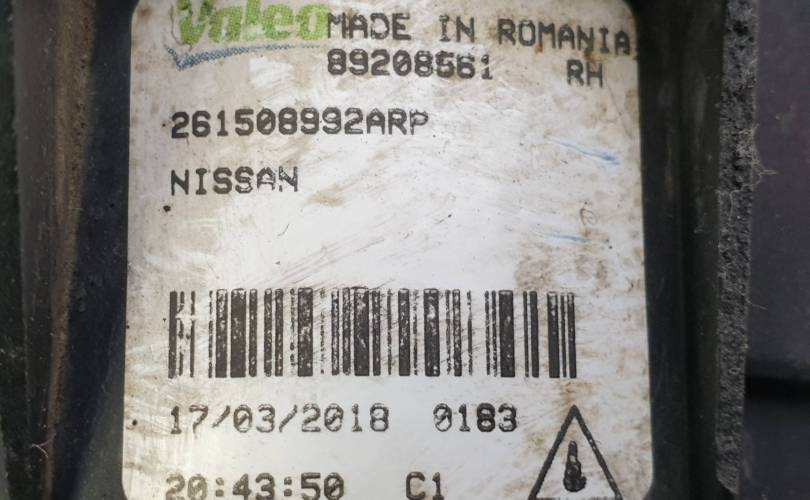 Valeo MADE IN ROMANIA
89208561 RH
261508992ARP
NISSAN
17/03/2018 0183
20:43:50 C1